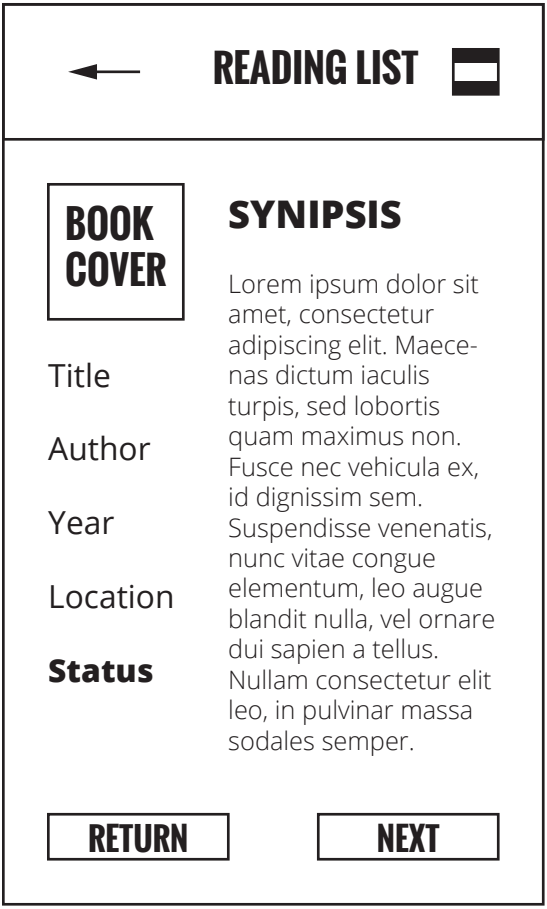 READING LIST
BOOK
COVER
Title
Author
Year
Location
Status
SYNIPSIS
Lorem ipsum dolor sit
amet, consectetur
adipiscing elit. Maece-
nas dictum iaculis
turpis, sed lobortis
quam maximus non.
Fusce nec vehicula ex,
id dignissim sem.
Suspendisse venenatis,
nunc vitae congue
elementum, leo augue
blandit nulla, vel ornare
dui sapien a tellus.
Nullam consectetur elit
leo, in pulvinar massa
sodales semper.
RETURN
NEXT